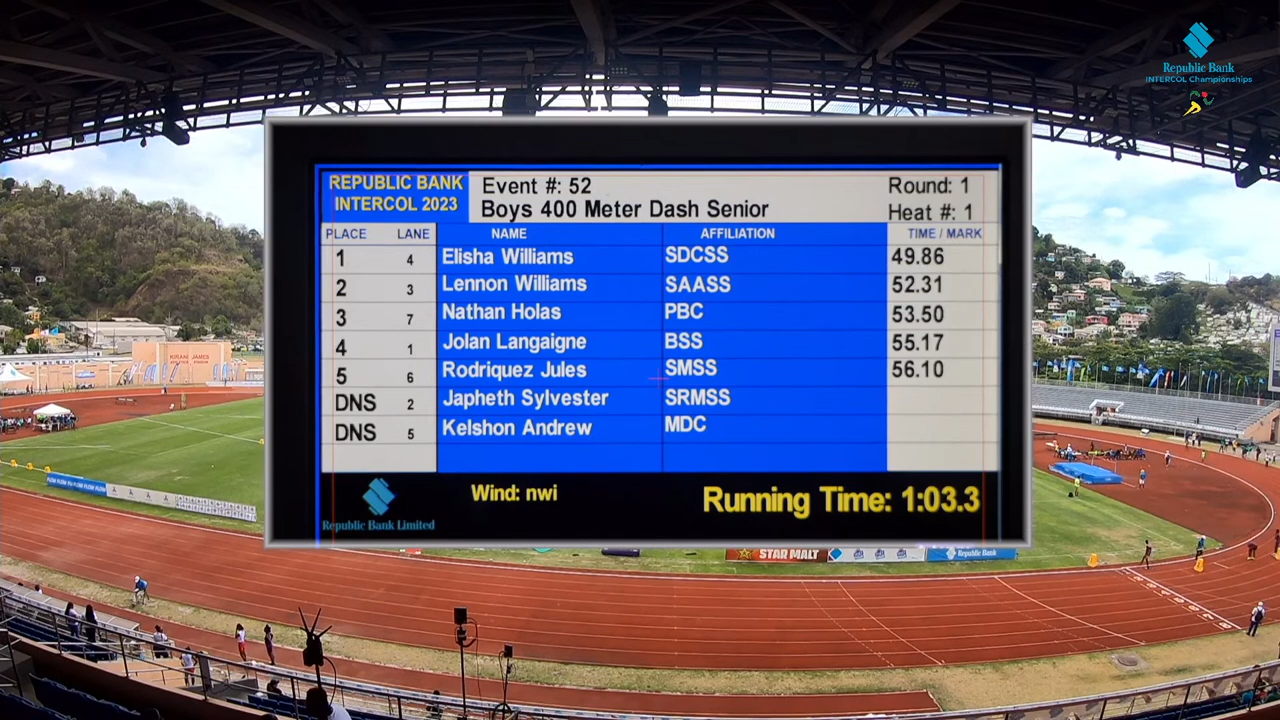 Republic Bank
INTERCOL Championships
REPUBLIC BANK
INTERCOL 2023
Event #: 52
Boys 400 Meter Dash Senior
Round: 1
Heat #: 1
PLACE LANE NAME AFFILIATION TIME / MARK
1 4 Elisha Williams SDCSS 49.86
2 3 Lennon Williams SAASS 52.31
3 7 Nathan Holas PBC 53.50
4 1 Jolan Langaigne BSS 55.17
5 6 Rodriquez Jules SMSS 56.10
DNS 2 Japheth Sylvester SRMSS
DNS 5 Kelshon Andrew MDC
Republic Bank Limited
Wind: nwi
Running Time: 1:03.3
KIRANI JAMES
STAR MALT
Republic Bank